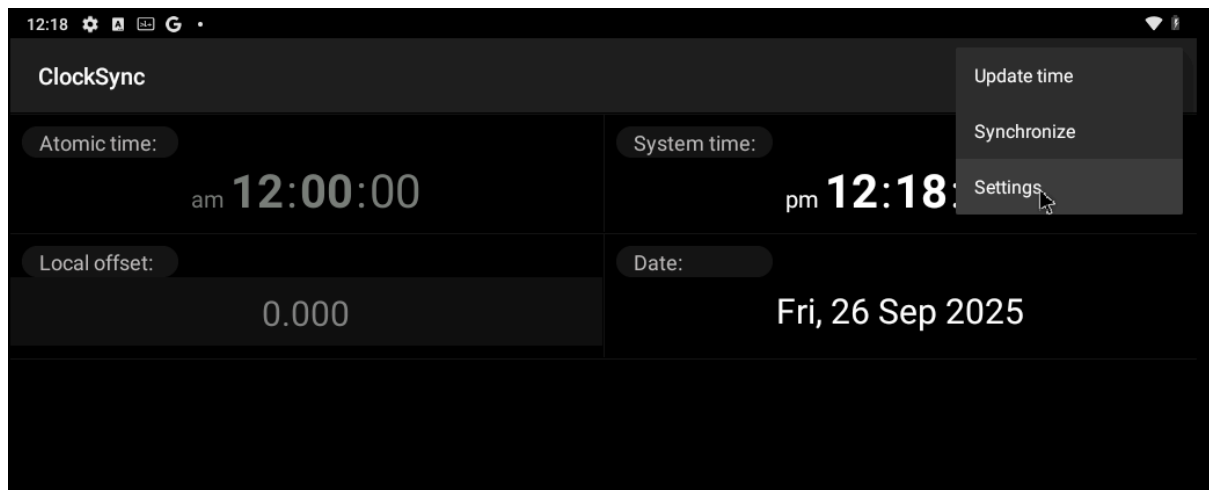 12:18
ClockSync
Update time
Synchronize
Settings
Atomic time:
am 12:00:00
System time:
pm 12:18:
Local offset:
0.000
Date:
Fri, 26 Sep 2025